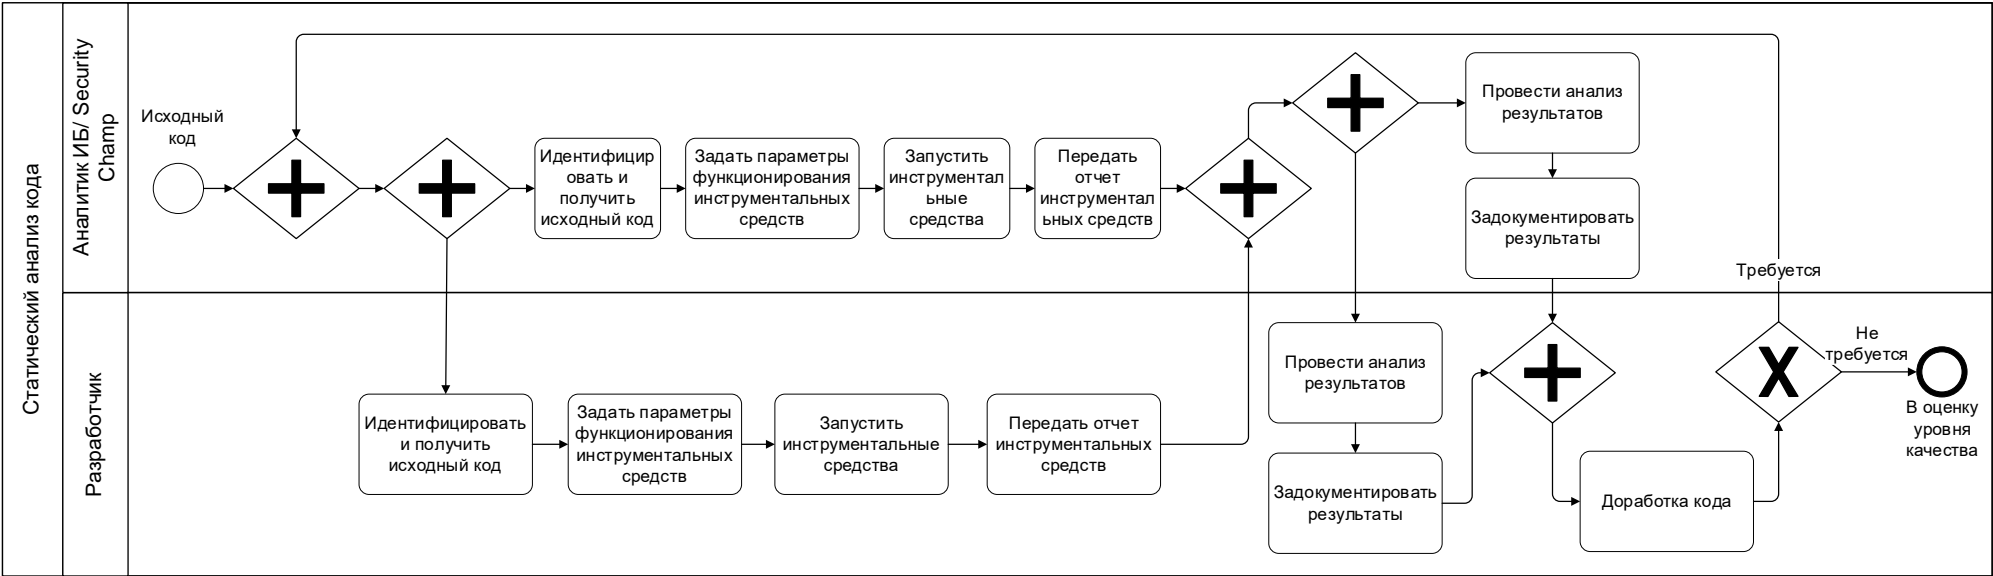 Статический анализ кода
Аналитик ИБ/ Security
Champ
Исходный
код
Идентифицир
овать и
получить
исходный код
Задать параметры
функционирования
инструментальных
средств
Запустить
инструментал
ьные
средства
Передать
отчет
инструментал
ьных средств
Провести анализ
результатов
Задокументировать
результаты
Требуется
Разработчик
Идентифицировать
и получить
исходный код
Задать параметры
функционирования
инструментальных
средств
Запустить
инструментальные
средства
Передать отчет
инструментальных
средств
Провести анализ
результатов
Задокументировать
результаты
Доработка кода
X
Не
требуется
В оценку
уровня
качества